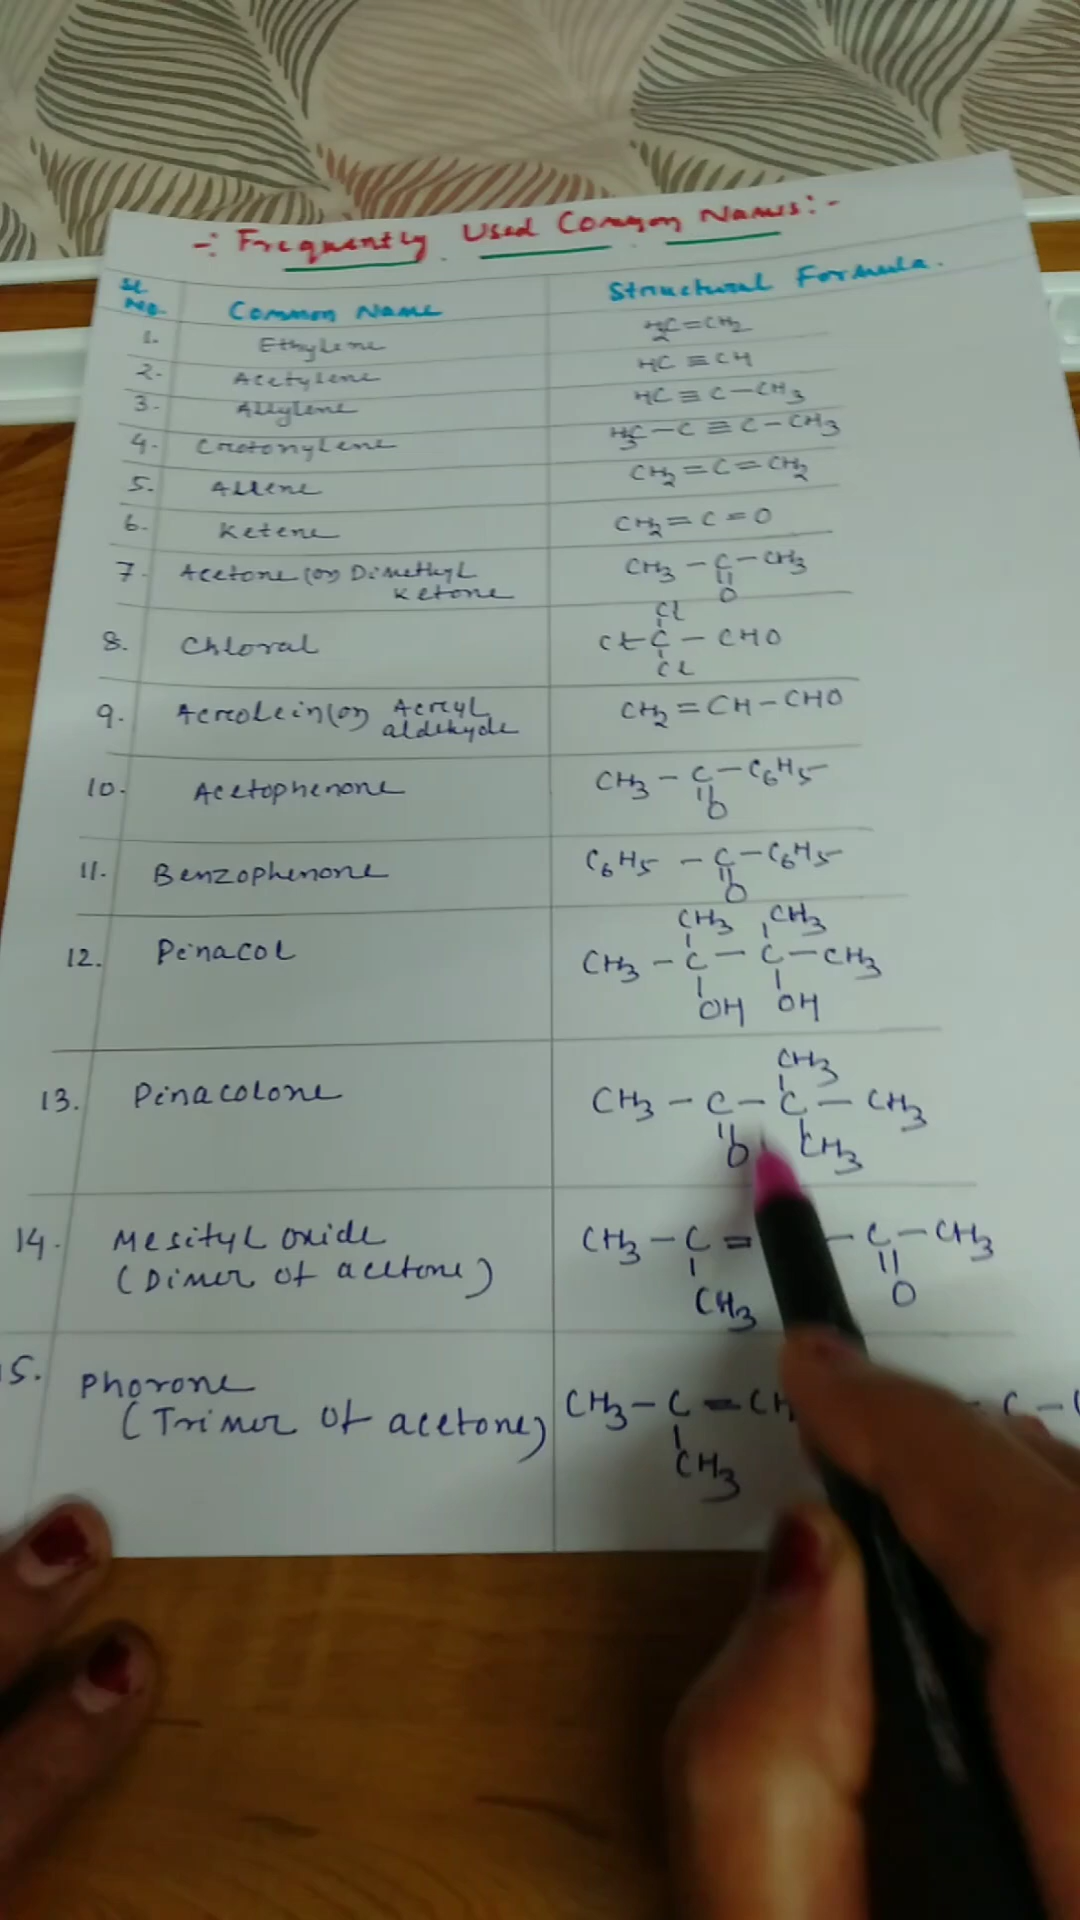 -: Frequently Used Common Names:-
SL No. Common Name Structural Formula.
1. Ethylene H2C=CH2
2. Acetylene HC≡CH
3. Allylene HC≡C-CH3
4. Crotonylene H3C-C≡C-CH3
5. Allene CH2=C=CH2
6. Ketene CH2=C=O
7. Acetone (or) Dimethyl CH3-C-CH3
Ketone O
Cl
8. Chloral Cl-C-CHO
Cl
9. Acreolein (or) Acryl CH2=CH-CHO
aldehyde
10. Acetophenone CH3-C-C6H5
O
11. Benzophenone C6H5-C-C6H5
O
CH3 CH3
12. Pinacol CH3-C-C-CH3
OH OH
CH3
13. Pinacolone CH3-C-C-CH3
O CH3
14. Mesityl oxide CH3-C= -C-CH3
(Dimer of acetone) CH3 O
5. Phorone CH3-C=CH -C-
(Trimer of acetone) CH3